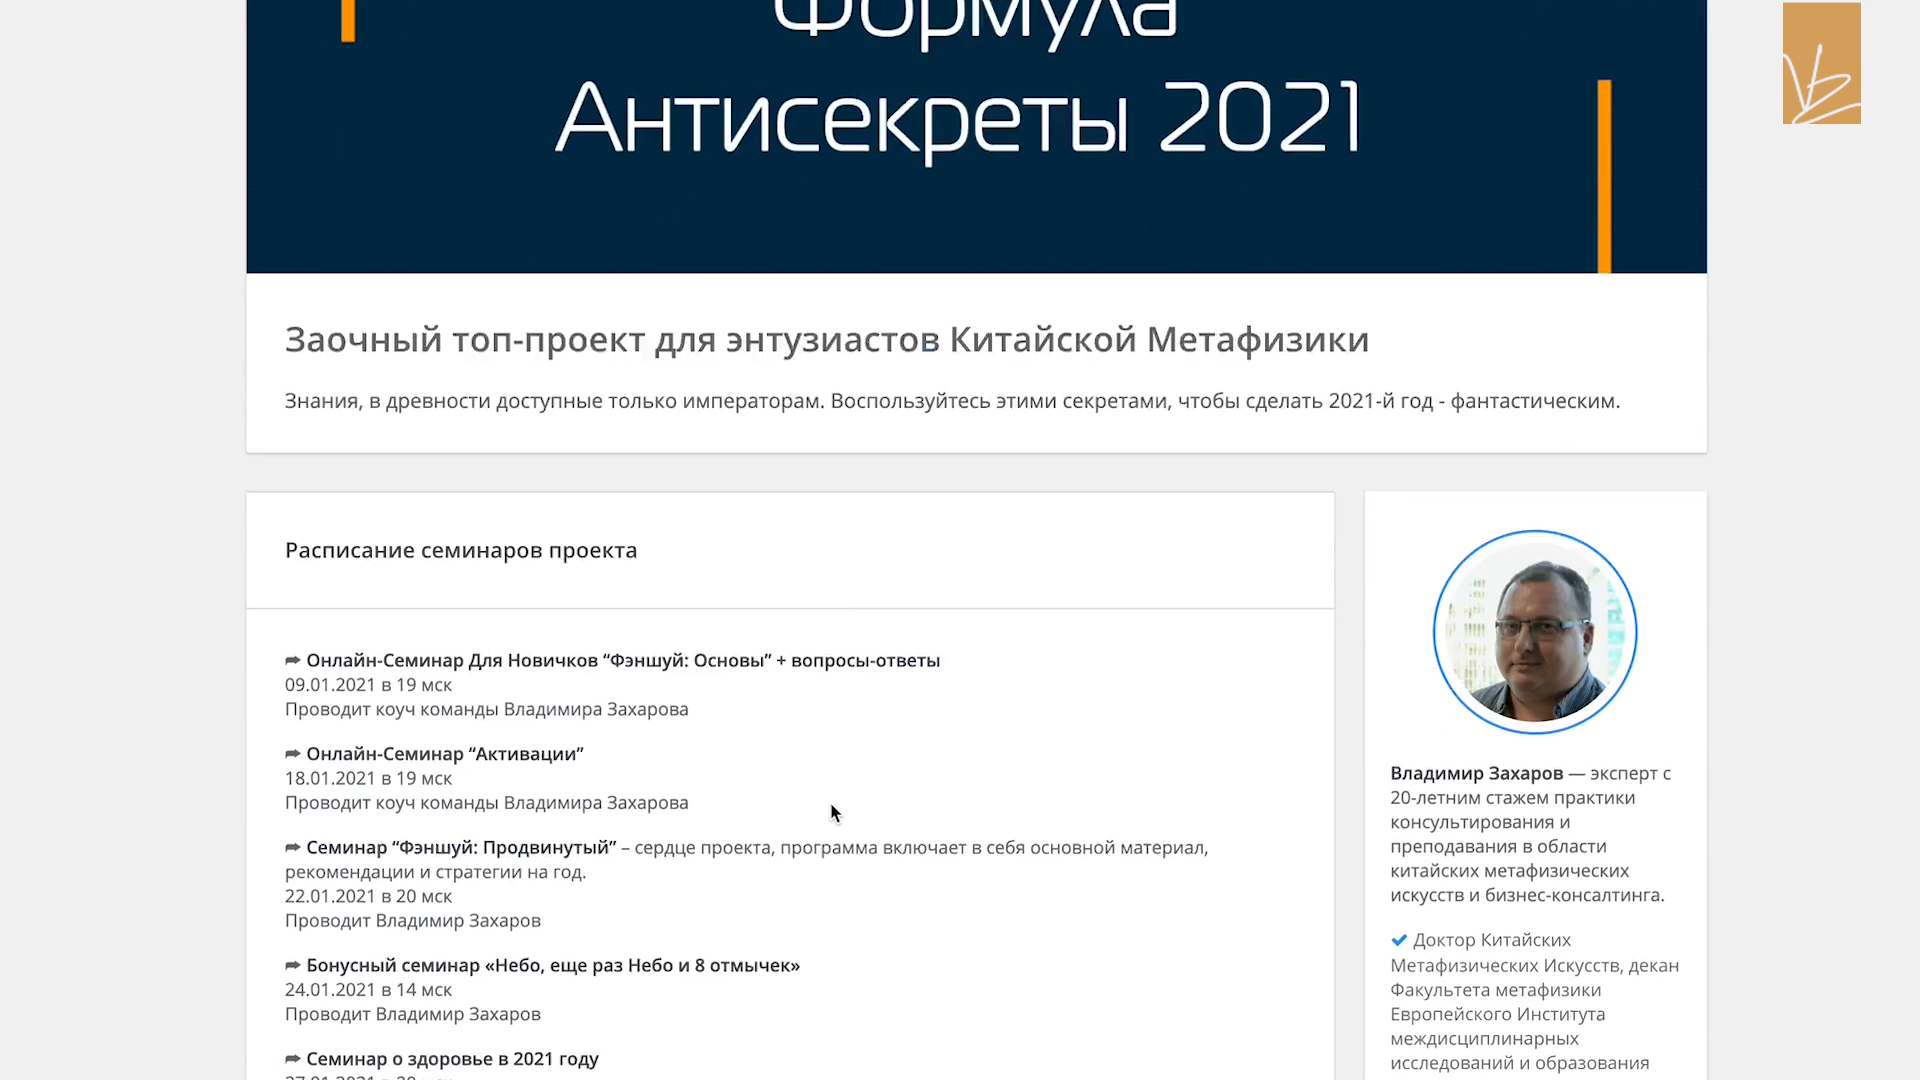 Формула
Антисекреты 2021
Заочный топ-проект для энтузиастов Китайской Метафизики
Знания, в древности доступные только императорам. Воспользуйтесь этими секретами, чтобы сделать 2021-й год - фантастическим.
Расписание семинаров проекта
➦ Онлайн-Семинар Для Новичков “Фэншуй: Основы” + вопросы-ответы
09.01.2021 в 19 мск
Проводит коуч команды Владимира Захарова
➦ Онлайн-Семинар “Активации”
18.01.2021 в 19 мск
Проводит коуч команды Владимира Захарова
➦ Семинар “Фэншуй: Продвинутый” – сердце проекта, программа включает в себя основной материал,
рекомендации и стратегии на год.
22.01.2021 в 20 мск
Проводит Владимир Захаров
➦ Бонусный семинар «Небо, еще раз Небо и 8 отмычек»
24.01.2021 в 14 мск
Проводит Владимир Захаров
➦ Семинар о здоровье в 2021 году
Владимир Захаров — эксперт с
20-летним стажем практики
консультирования и
преподавания в области
китайских метафизических
искусств и бизнес-консалтинга.
✔ Доктор Китайских
Метафизических Искусств, декан
Факультета метафизики
Европейского Института
междисциплинарных
исследований и образования